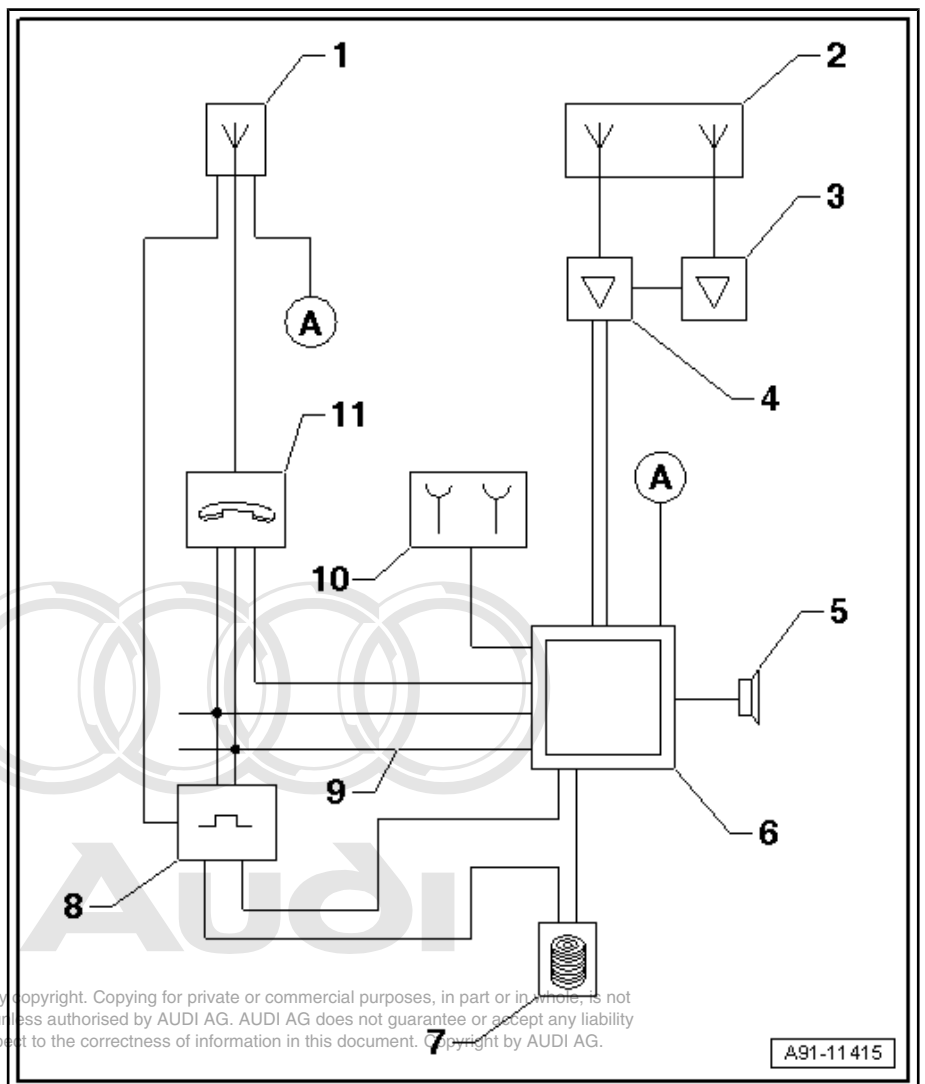 1
2
3
A
4
11
A
10
5
9
6
8
Audi
7
y copyright. Copying for private or commercial purposes, in part or in whole, is not
nless authorised by AUDI AG. AUDI AG does not guarantee or accept any liability
pect to the correctness of information in this document. Copyright by AUDI AG.
A91-11415